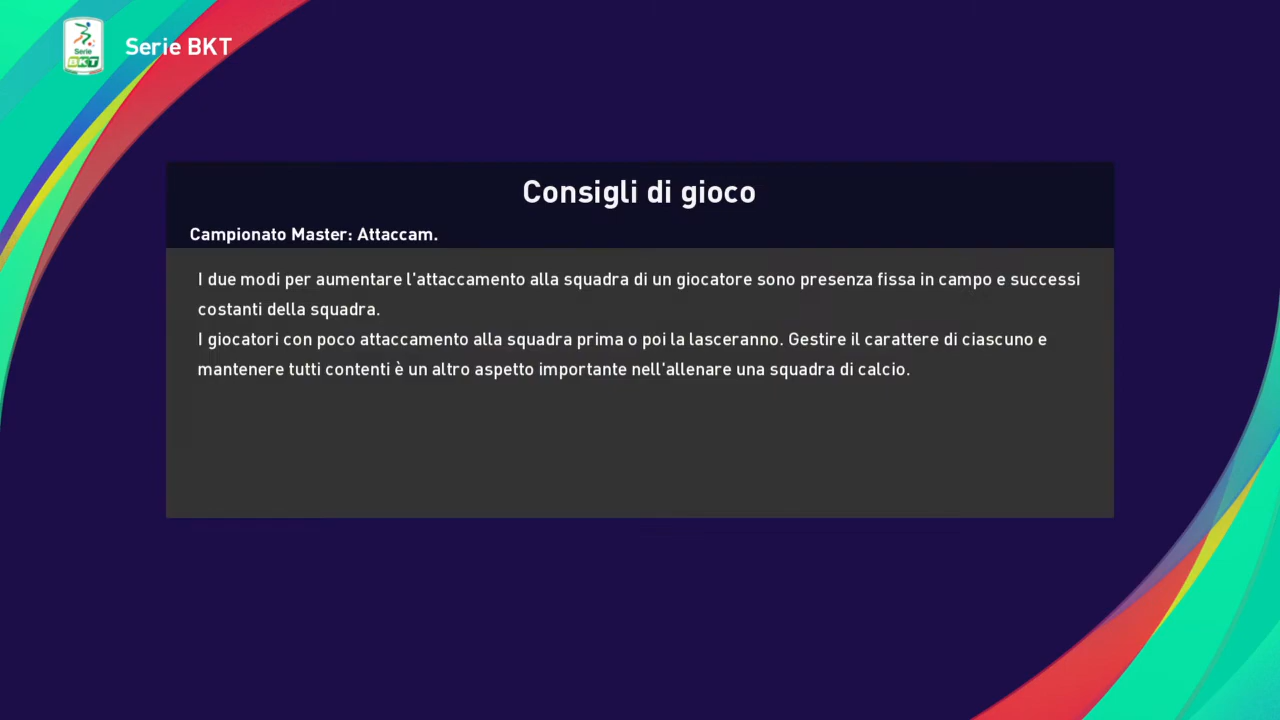 Serie
BKT
Serie BKT
Consigli di gioco
Campionato Master: Attaccam.
I due modi per aumentare l'attaccamento alla squadra di un giocatore sono presenza fissa in campo e successi
costanti della squadra.
I giocatori con poco attaccamento alla squadra prima o poi la lasceranno. Gestire il carattere di ciascuno e
mantenere tutti contenti è un altro aspetto importante nell'allenare una squadra di calcio.